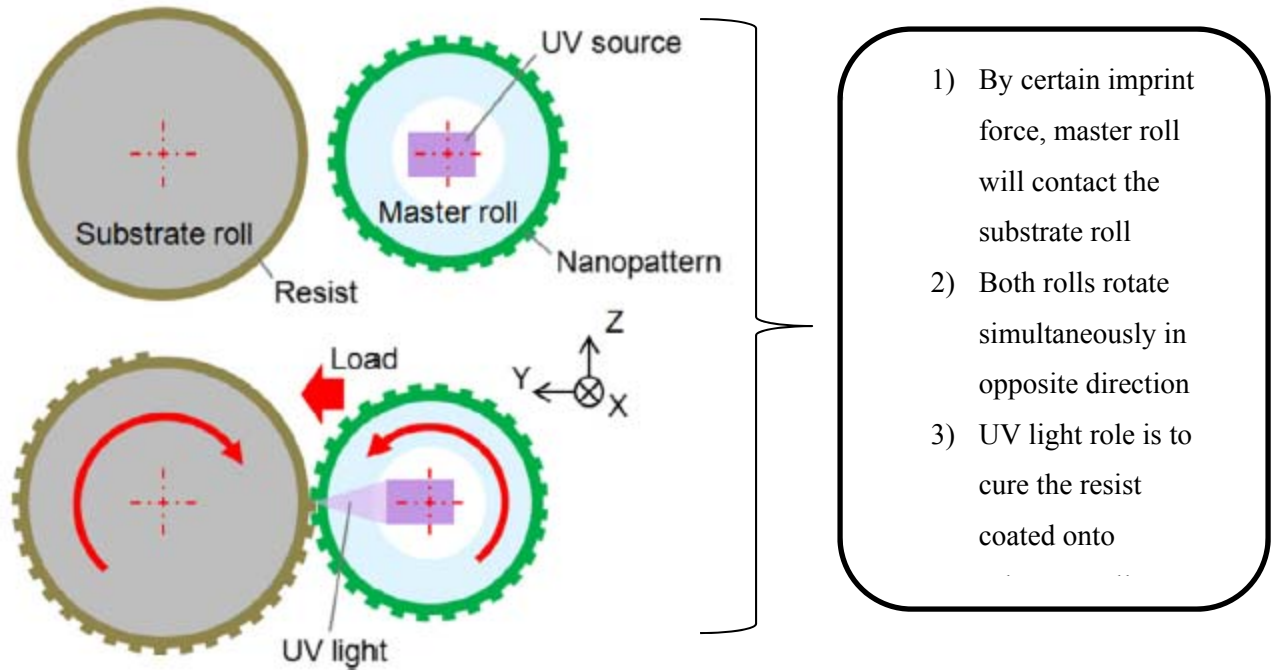 UV source
Substrate roll
Master roll
Nanopattern
Resist
Load
Z
Y
X
UV light
1) By certain imprint
force, master roll
will contact the
substrate roll
2) Both rolls rotate
simultaneously in
opposite direction
3) UV light role is to
cure the resist
coated onto